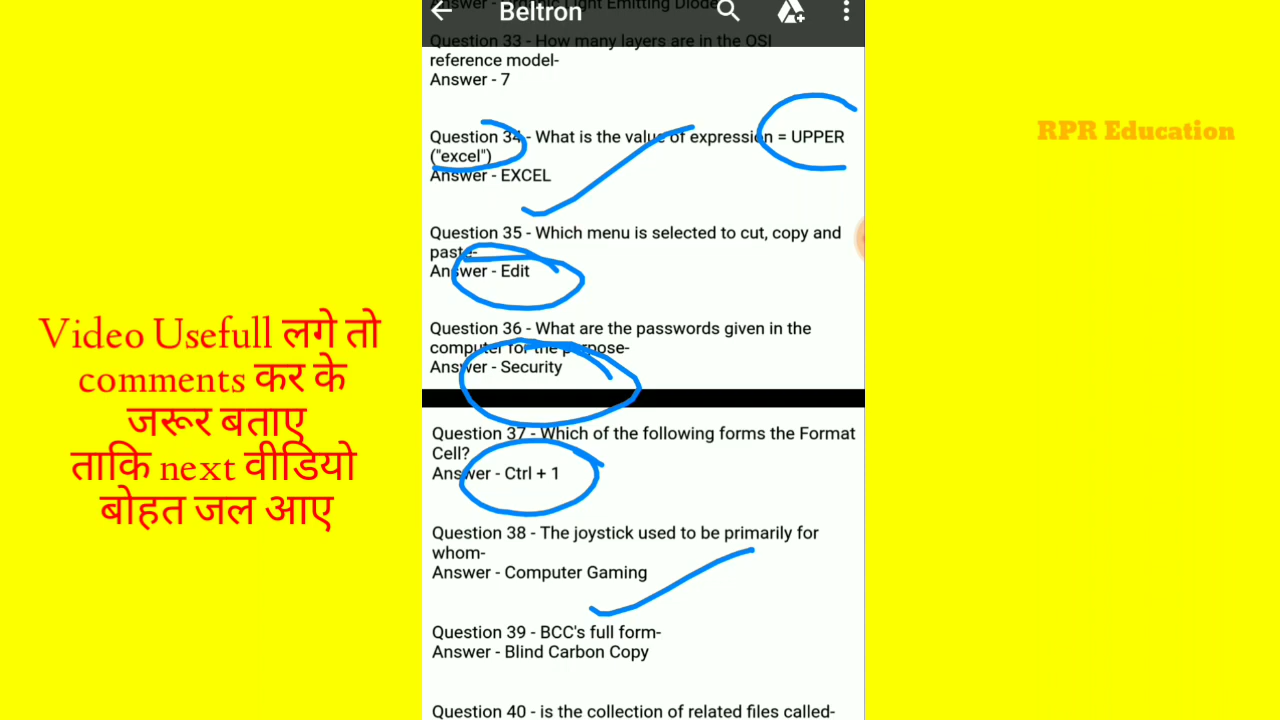 Answer - Organic Light Emitting Diode
Beltron
Question 33 - How many layers are in the OSI
reference model-
Answer - 7
Question 34 - What is the value of expression = UPPER
("excel")
Answer - EXCEL
Question 35 - Which menu is selected to cut, copy and
paste-
Answer - Edit
Question 36 - What are the passwords given in the
computer for the purpose-
Answer - Security
Question 37 - Which of the following forms the Format
Cell?
Answer - Ctrl + 1
Question 38 - The joystick used to be primarily for
whom-
Answer - Computer Gaming
Question 39 - BCC's full form-
Answer - Blind Carbon Copy
Question 40 - is the collection of related files called-
Video Usefull लगे तो
comments कर के
जरूर बताए
ताकि next वीडियो
बोहत जल आए
RPR Education